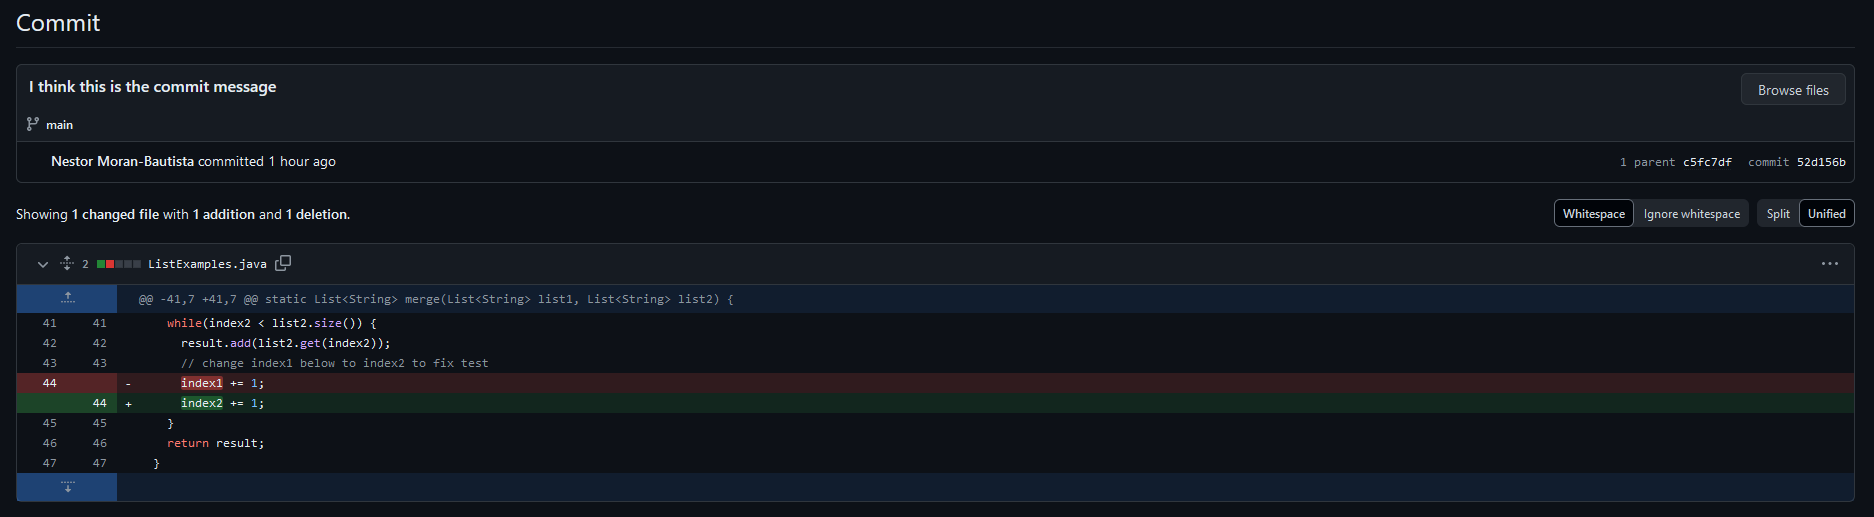 Commit
I think this is the commit message
Browse files
main
Nestor Moran-Bautista committed 1 hour ago
1 parent c5fc7df commit 52d156b
Showing 1 changed file with 1 addition and 1 deletion.
Whitespace Ignore whitespace Split Unified
2 ListExamples.java
@@ -41,7 +41,7 @@ static List<String> merge(List<String> list1, List<String> list2) {
41 41 while(index2 < list2.size()) {
42 42 result.add(list2.get(index2));
43 43 // change index1 below to index2 to fix test
44 - index1 += 1;
44 + index2 += 1;
45 45 }
46 46 return result;
47 47 }